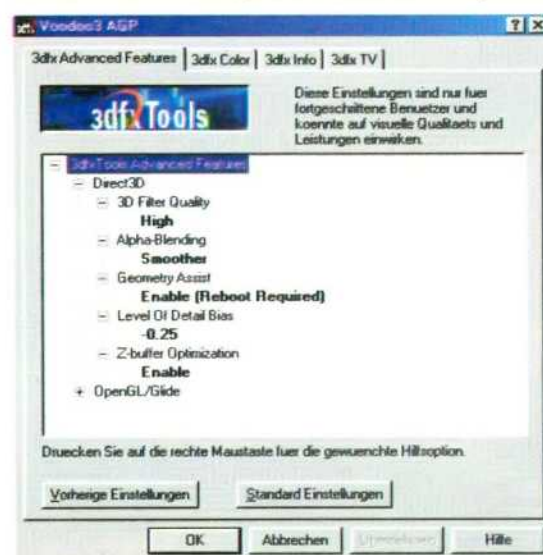 Voodoo3 AGP
3dfx Advanced Features
3dfx Color
3dfx Info
3dfx TV
3dfx Tools
Diese Einstellungen sind nur fuer
fortgeschrittene Benuetzer und
koennte auf visuelle Qualitaets und
Leistungen einwirken.
3dfxTools Advanced Features
Direct3D
3D Filter Quality
High
Alpha-Blending
Smoother
Geometry Assist
Enable (Reboot Required)
Level Of Detail Bias
-0.25
Z-buffer Optimization
Enable
OpenGL/Glide
Druecken Sie auf die rechte Maustaste fuer die gewuenchte Hilfsoption.
Vorherige Einstellungen
Standard Einstellungen
OK
Abbrechen
Hilfe